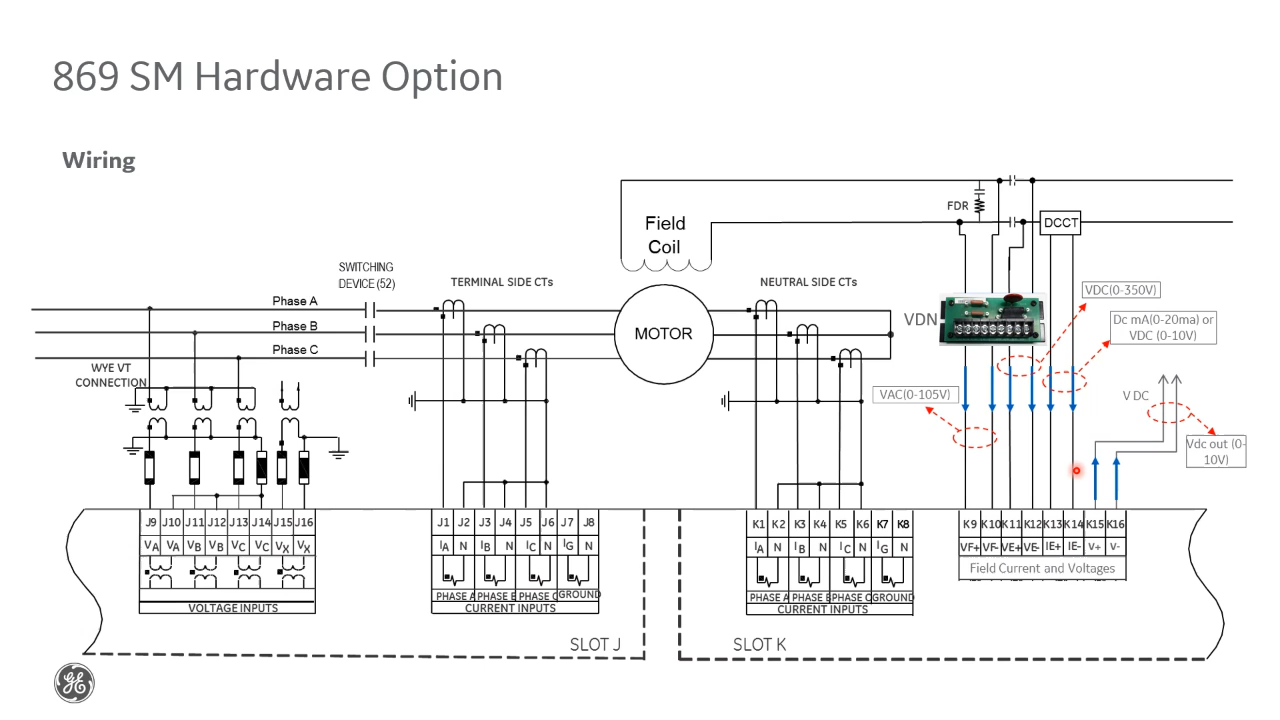 869 SM Hardware Option
Wiring
FDR
Field
Coil
DCCT
SWITCHING
DEVICE (52)
TERMINAL SIDE CTs
NEUTRAL SIDE CTs
VDC(0-350V)
Phase A
Phase B
Phase C
MOTOR
VDN
Dc mA(0-20ma) or
VDC (0-10V)
WYE VT
CONNECTION
VAC(0-105V)
V DC
Vdc out (0-
10V)
J9 J10 J11 J12 J13 J14 J15 J16
VA VA VB VB VC VC VX VX
VOLTAGE INPUTS
J1 J2 J3 J4 J5 J6 J7 J8
IA N IB N IC N IG N
PHASE A PHASE B PHASE C GROUND
CURRENT INPUTS
K1 K2 K3 K4 K5 K6 K7 K8
IA N IB N IC N IG N
PHASE A PHASE B PHASE C GROUND
CURRENT INPUTS
K9 K10 K11 K12 K13 K14 K15 K16
VF+ VF- VE+ VE- IE+ IE- V+ V-
Field Current and Voltages
SLOT J
SLOT K
GE